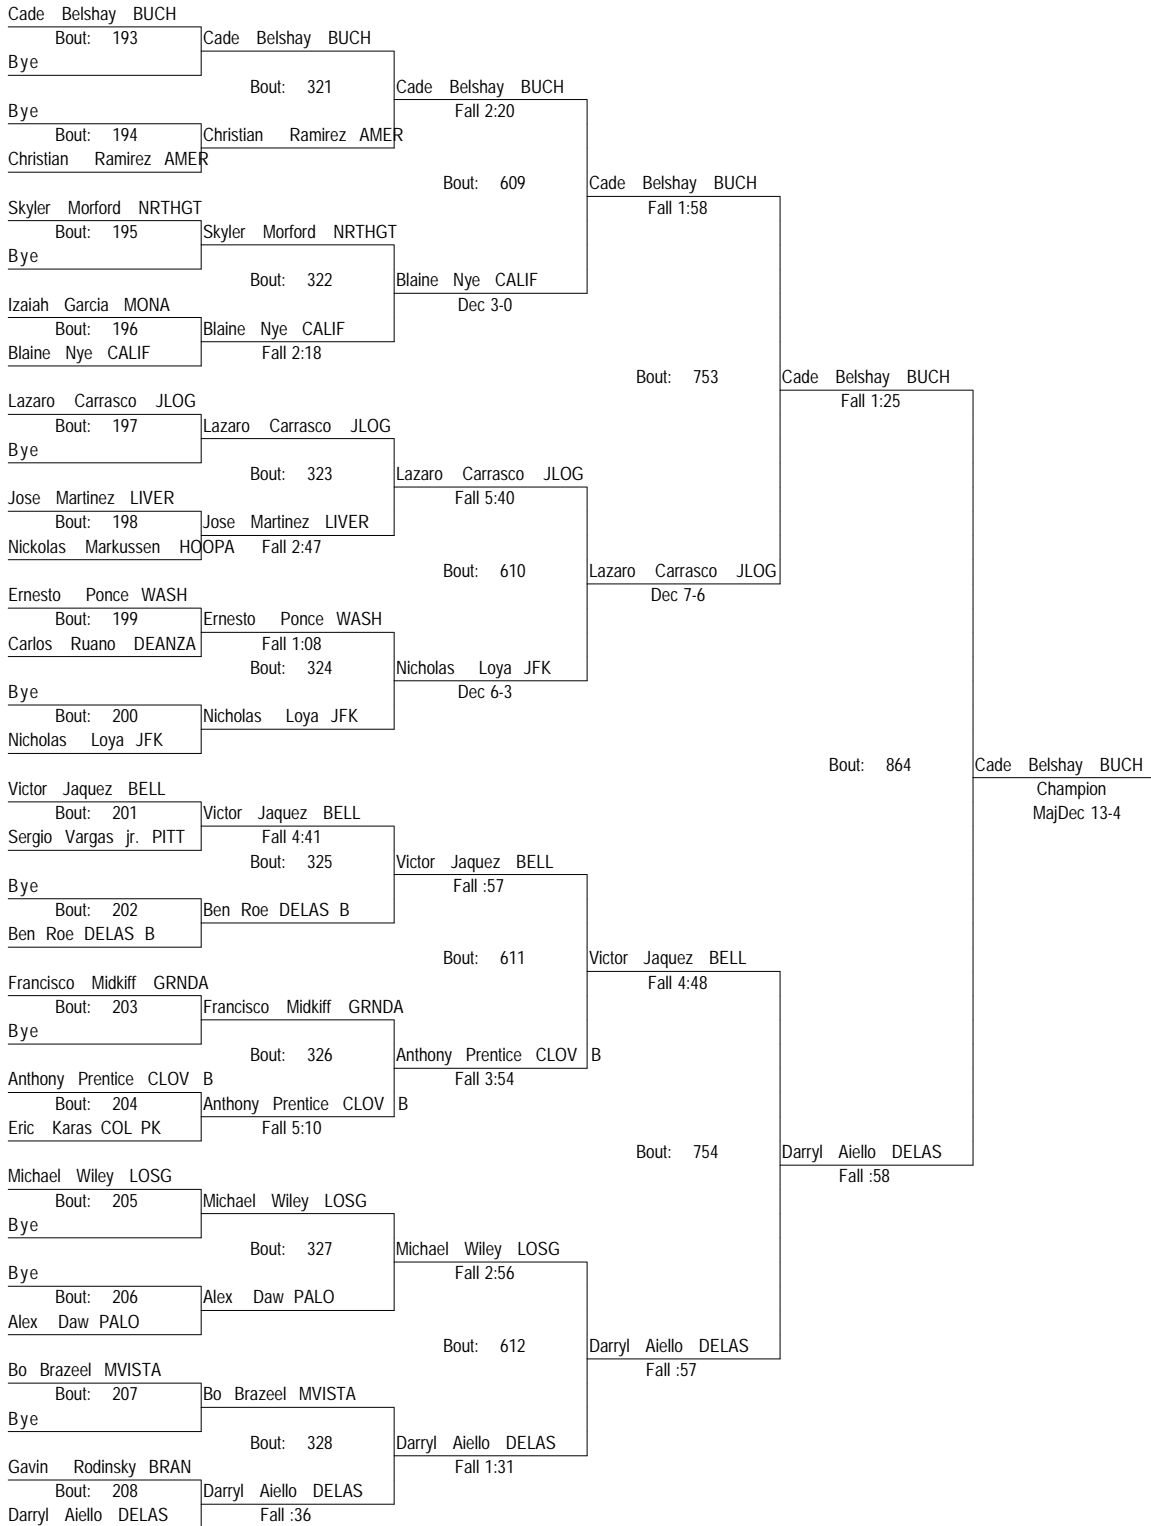 Cade Belshay BUCH
Bout: 193
Cade Belshay BUCH
Bye
Bout: 321
Cade Belshay BUCH
Bye
Fall 2:20
Bout: 194
Christian Ramirez AMER
Christian Ramirez AMER
Bout: 609
Cade Belshay BUCH
Skyler Morford NRTHGT
Fall 1:58
Bout: 195
Skyler Morford NRTHGT
Bye
Bout: 322
Blaine Nye CALIF
Izaiah Garcia MONA
Dec 3-0
Bout: 196
Blaine Nye CALIF
Blaine Nye CALIF
Fall 2:18
Bout: 753
Cade Belshay BUCH
Lazaro Carrasco JLOG
Fall 1:25
Bout: 197
Lazaro Carrasco JLOG
Bye
Bout: 323
Lazaro Carrasco JLOG
Jose Martinez LIVER
Fall 5:40
Bout: 198
Jose Martinez LIVER
Nickolas Markussen HOOPA
Fall 2:47
Bout: 610
Lazaro Carrasco JLOG
Ernesto Ponce WASH
Dec 7-6
Bout: 199
Ernesto Ponce WASH
Carlos Ruano DEANZA
Fall 1:08
Bout: 324
Nicholas Loya JFK
Bye
Dec 6-3
Bout: 200
Nicholas Loya JFK
Nicholas Loya JFK
Bout: 864
Cade Belshay BUCH
Victor Jaquez BELL
Champion
Bout: 201
Victor Jaquez BELL
MajDec 13-4
Sergio Vargas jr. PITT
Fall 4:41
Bout: 325
Victor Jaquez BELL
Bye
Fall :57
Bout: 202
Ben Roe DELAS B
Ben Roe DELAS B
Bout: 611
Victor Jaquez BELL
Francisco Midkiff GRNDA
Fall 4:48
Bout: 203
Francisco Midkiff GRNDA
Bye
Bout: 326
Anthony Prentice CLOV B
Anthony Prentice CLOV B
Fall 3:54
Bout: 204
Anthony Prentice CLOV B
Eric Karas COL PK
Fall 5:10
Bout: 754
Darryl Aiello DELAS
Michael Wiley LOSG
Fall :58
Bout: 205
Michael Wiley LOSG
Bye
Bout: 327
Michael Wiley LOSG
Bye
Fall 2:56
Bout: 206
Alex Daw PALO
Alex Daw PALO
Bout: 612
Darryl Aiello DELAS
Bo Brazeel MVISTA
Fall :57
Bout: 207
Bo Brazeel MVISTA
Bye
Bout: 328
Darryl Aiello DELAS
Gavin Rodinsky BRAN
Fall 1:31
Bout: 208
Darryl Aiello DELAS
Darryl Aiello DELAS
Fall :36